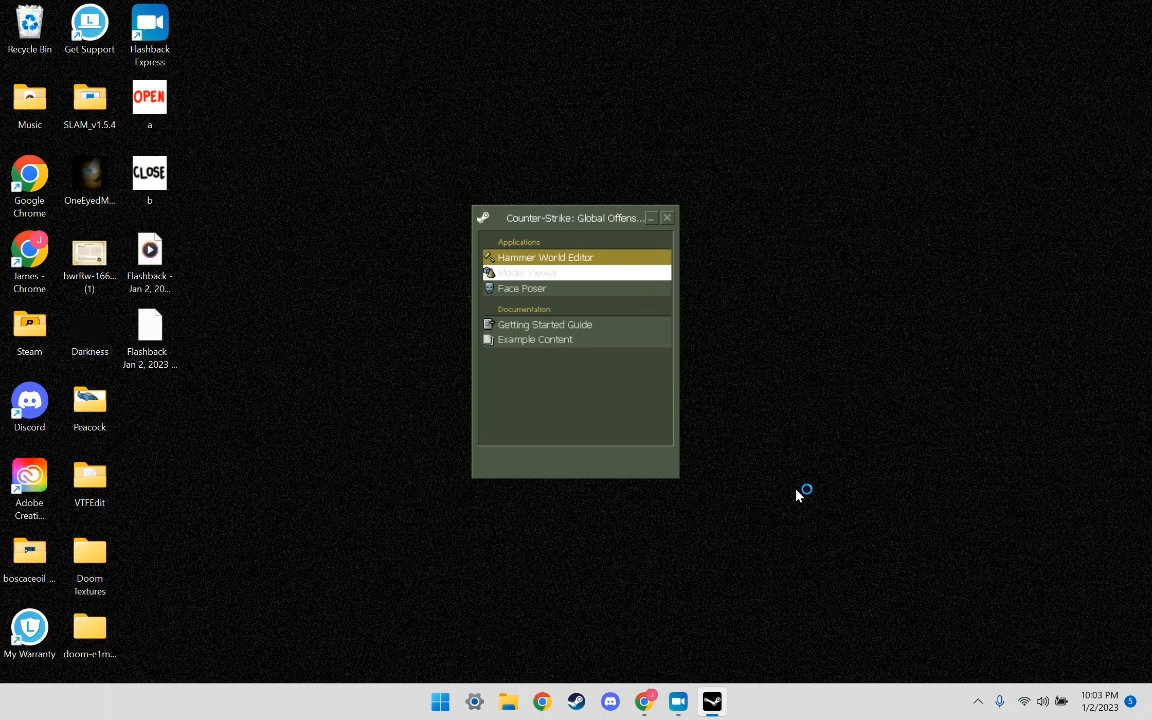 Recycle Bin
Get Support
Flashback
Express
Music
SLAM_v1.5.4
OPEN
a
Google
Chrome
OneEyedM...
CLOSE
b
James -
Chrome
bwrRw-166...
(1)
Flashback -
Jan 2, 20...
Steam
Darkness
Flashback
Jan 2, 2023 ...
Discord
Peacock
Adobe
Creati...
VTFEdit
boscaceoil_...
Doom
Textures
My Warranty
doom-e1m...
Counter-Strike: Global Offens...
Applications
Hammer World Editor
Model Viewer
Face Poser
Documentation
Getting Started Guide
Example Content
10:03 PM
1/2/2023
5